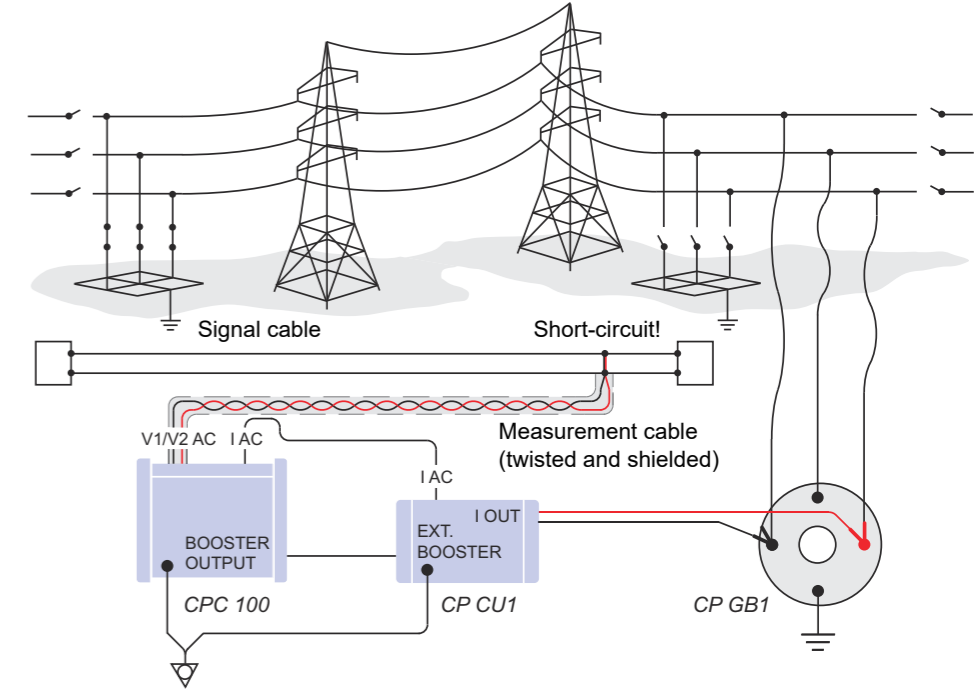 Signal cable
Short-circuit!
Measurement cable
(twisted and shielded)
V1/V2 AC
I AC
I AC
I OUT
EXT.
BOOSTER
BOOSTER
OUTPUT
CPC 100
CP CU1
CP GB1